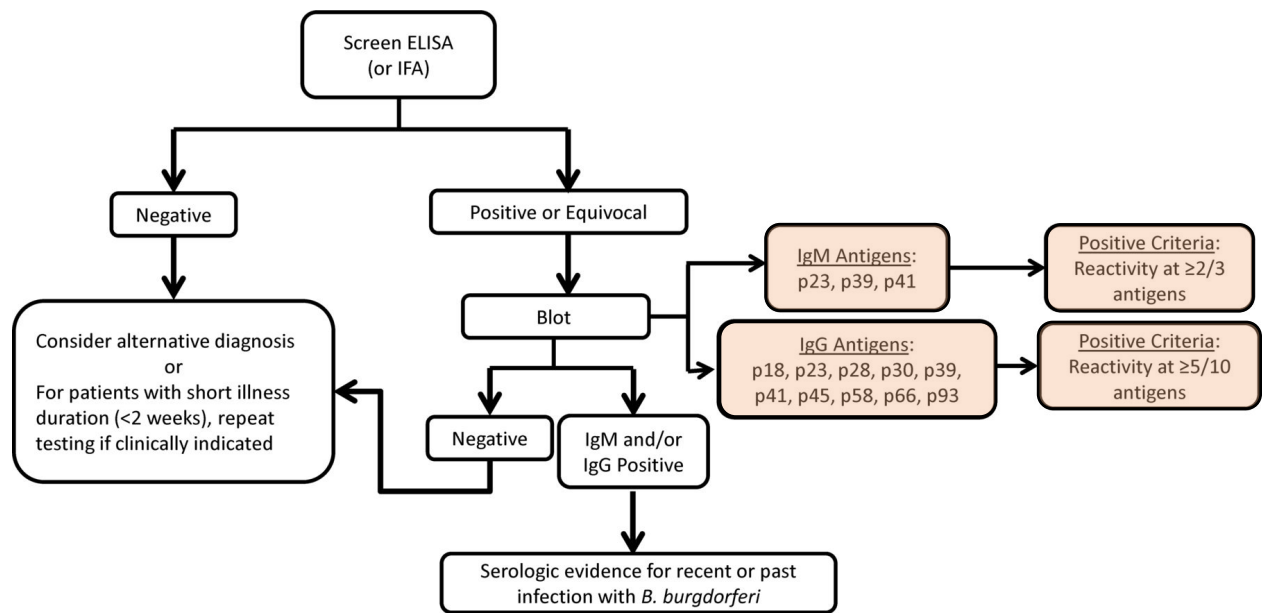 Screen ELISA
(or IFA)
Negative
Positive or Equivocal
IgM Antigens:
p23, p39, p41
Positive Criteria:
Reactivity at ≥2/3
antigens
Blot
IgG Antigens:
p18, p23, p28, p30, p39,
p41, p45, p58, p66, p93
Positive Criteria:
Reactivity at ≥5/10
antigens
Consider alternative diagnosis
or
For patients with short illness
duration (<2 weeks), repeat
testing if clinically indicated
Negative
IgM and/or
IgG Positive
Serologic evidence for recent or past
infection with B. burgdorferi